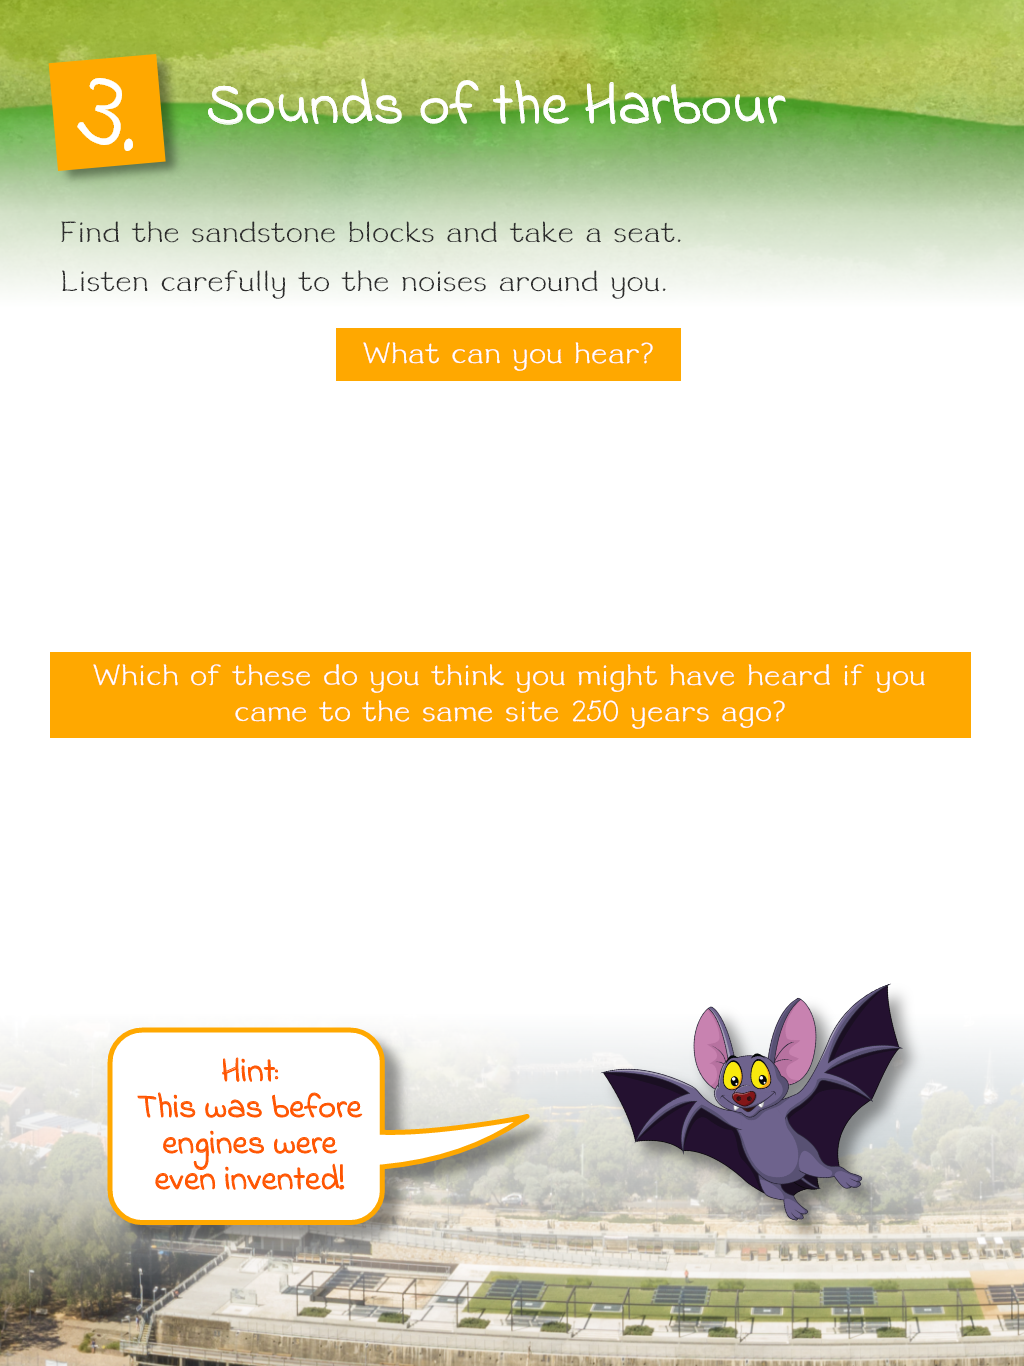 3.
Sounds of the Harbour
Find the sandstone blocks and take a seat.
Listen carefully to the noises around you.
What can you hear?
Which of these do you think you might have heard if you
came to the same site 250 years ago?
Hint:
This was before
engines were
even invented!